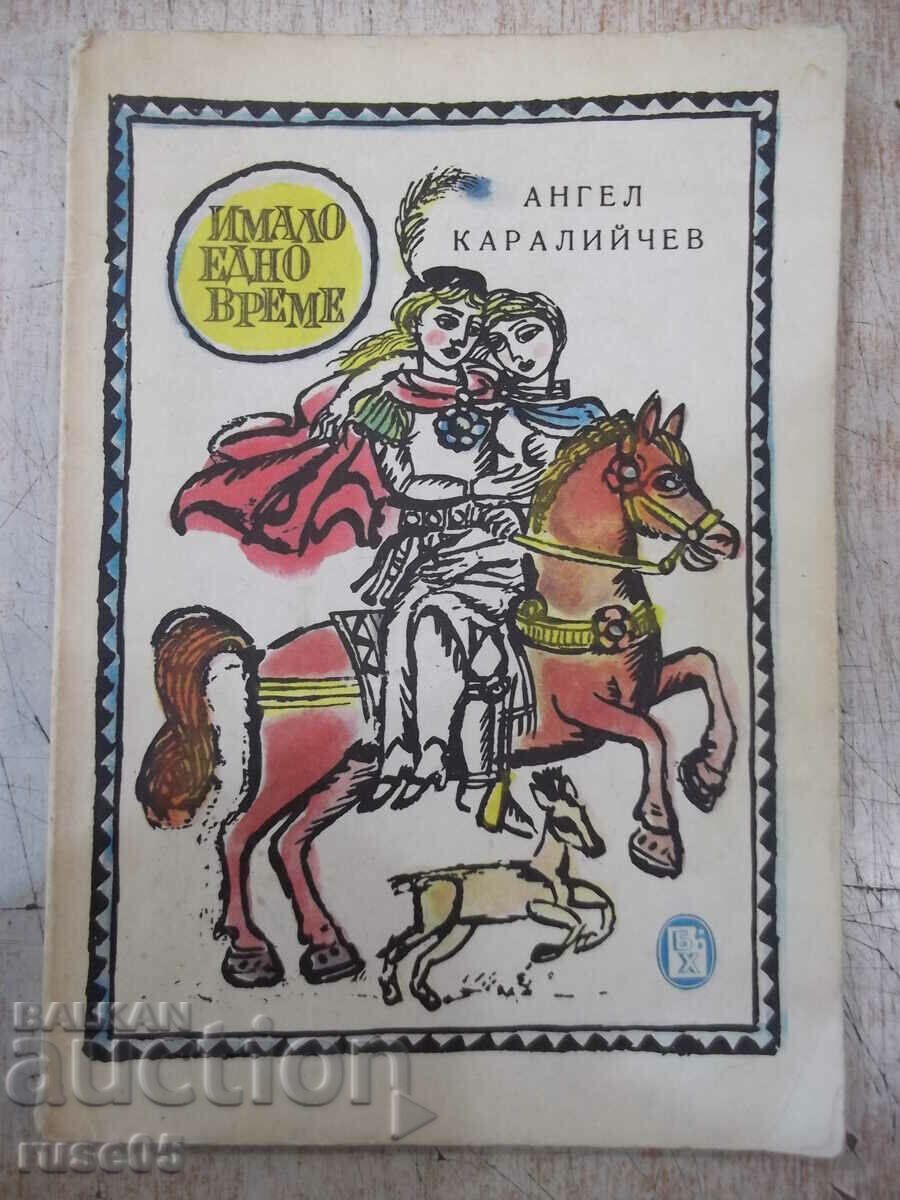 ИМАЛО
ЕДНО
ВРЕМЕ
АНГЕЛ
КАРАЛИЙЧЕВ
БХ
BALKAN
auction
ruse05